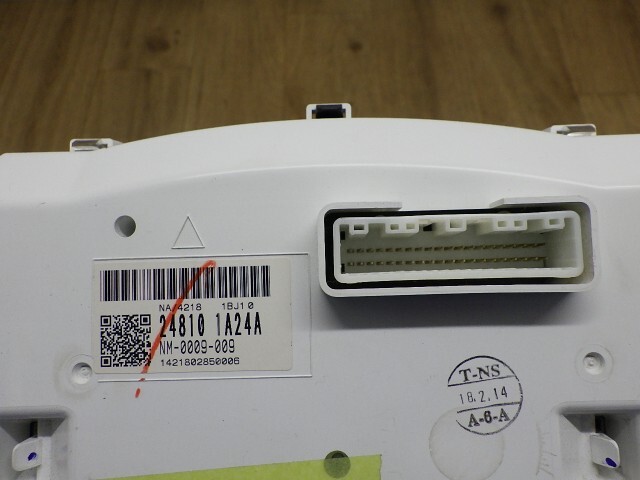 NA/4218 1BJ10
24810 1A24A
NM-0009-009
1421802850006
T-NS
18.2.14
A-6-A